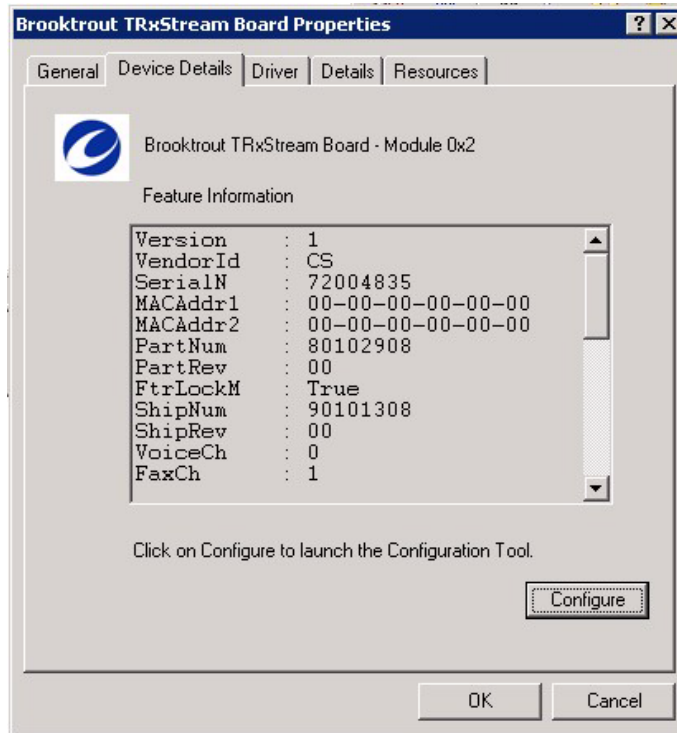 Brooktrout TRxStream Board Properties
General Device Details Driver Details Resources
Brooktrout TRxStream Board - Module 0x2
Feature Information
Version : 1
VendorId : CS
SerialN : 72004835
MACAddr1 : 00-00-00-00-00-00
MACAddr2 : 00-00-00-00-00-00
PartNum : 80102908
PartRev : 00
FtrLockM : True
ShipNum : 90101308
ShipRev : 00
VoiceCh : 0
FaxCh : 1
Click on Configure to launch the Configuration Tool.
Configure
OK Cancel